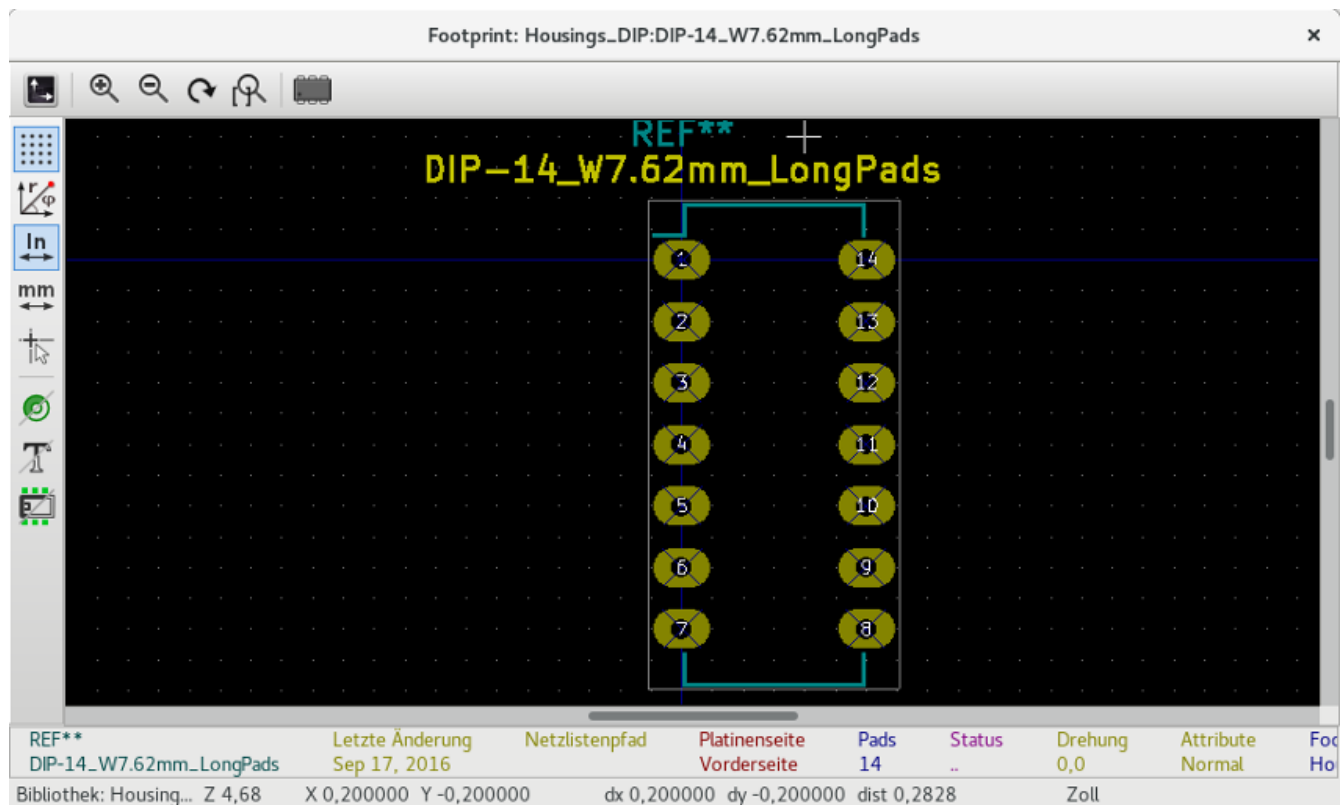 Footprint: Housings_DIP:DIP-14_W7.62mm_LongPads
r
φ
In
mm
REF**
DIP-14_W7.62mm_LongPads
1 14
2 13
3 12
4 11
5 10
6 9
7 8
REF** Letzte Änderung Netzlistenpfad Platinenseite Pads Status Drehung Attribute Foo
DIP-14_W7.62mm_LongPads Sep 17, 2016 Vorderseite 14 .. 0,0 Normal Ho
Bibliothek: Housing... Z 4,68 X 0,200000 Y -0,200000 dx 0,200000 dy -0,200000 dist 0,2828 Zoll